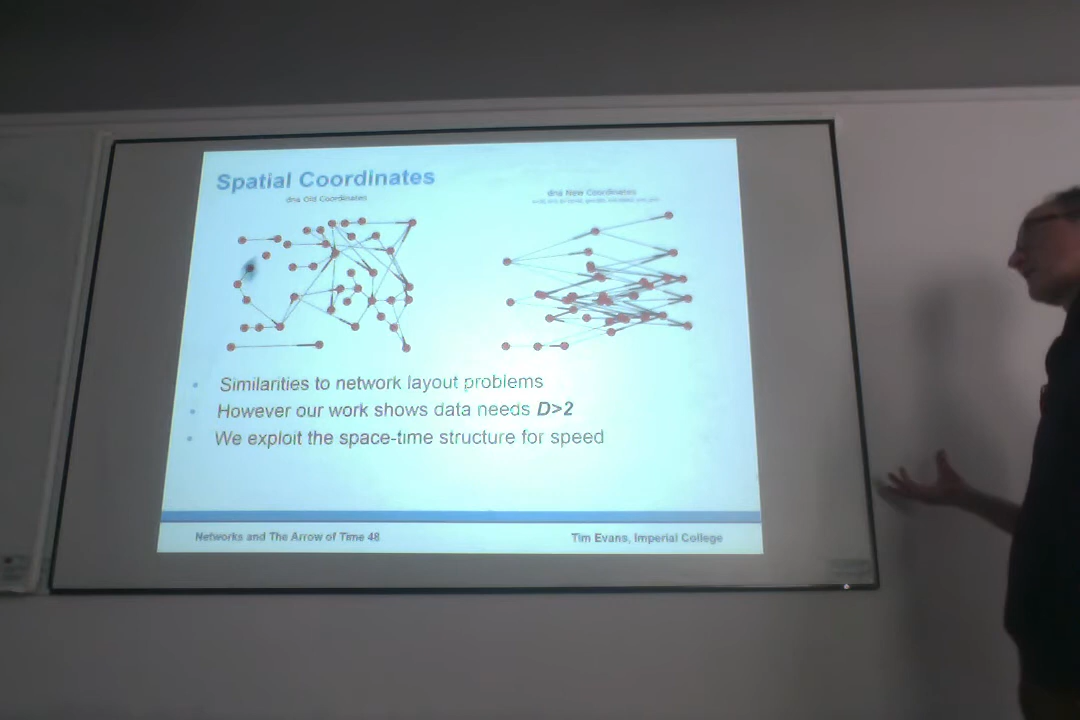 Spatial Coordinates
dna Old Coordinates
dna New Coordinates
Similarities to network layout problems
However our work shows data needs D>2
We exploit the space-time structure for speed
Networks and The Arrow of Time 48
Tim Evans, Imperial College